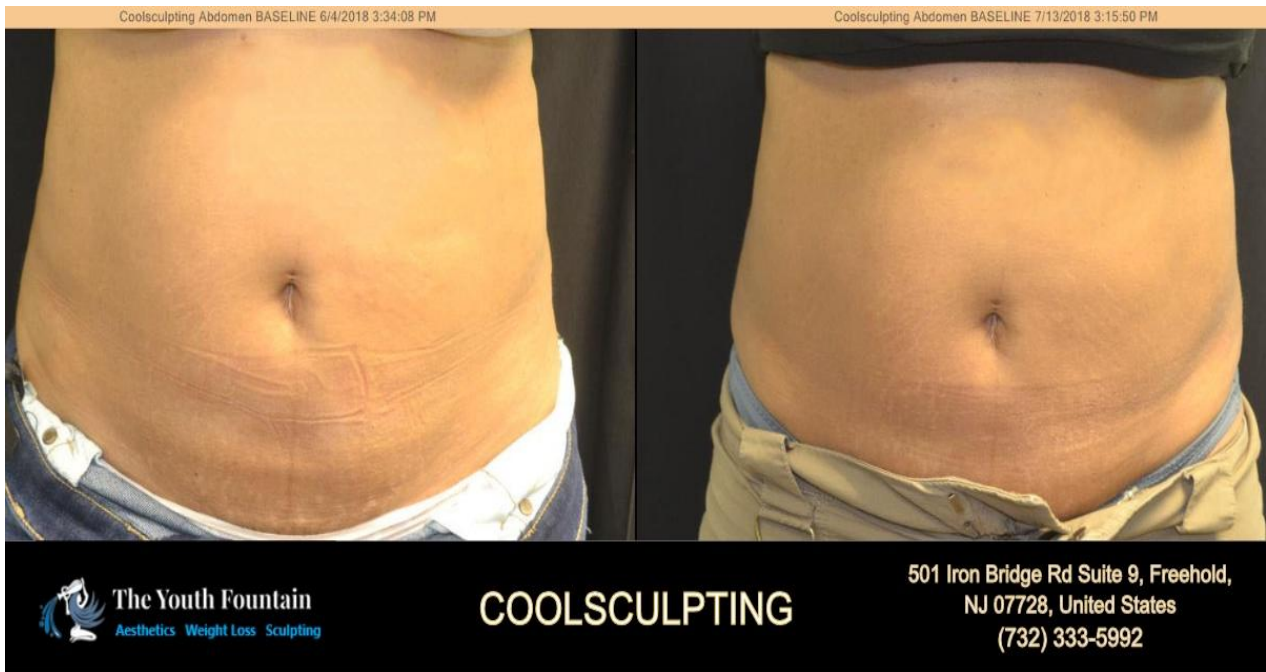 Coolsculpting Abdomen BASELINE 6/4/2018 3:34:08 PM
Coolsculpting Abdomen BASELINE 7/13/2018 3:15:50 PM
The Youth Fountain
Aesthetics Weight Loss Sculpting
COOLSCULPTING
501 Iron Bridge Rd Suite 9, Freehold,
NJ 07728, United States
(732) 333-5992